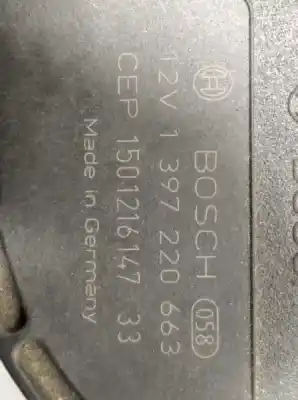 BOSCH 058
12V 1 397 220 663
CEP 1501216147 33
Made in Germany